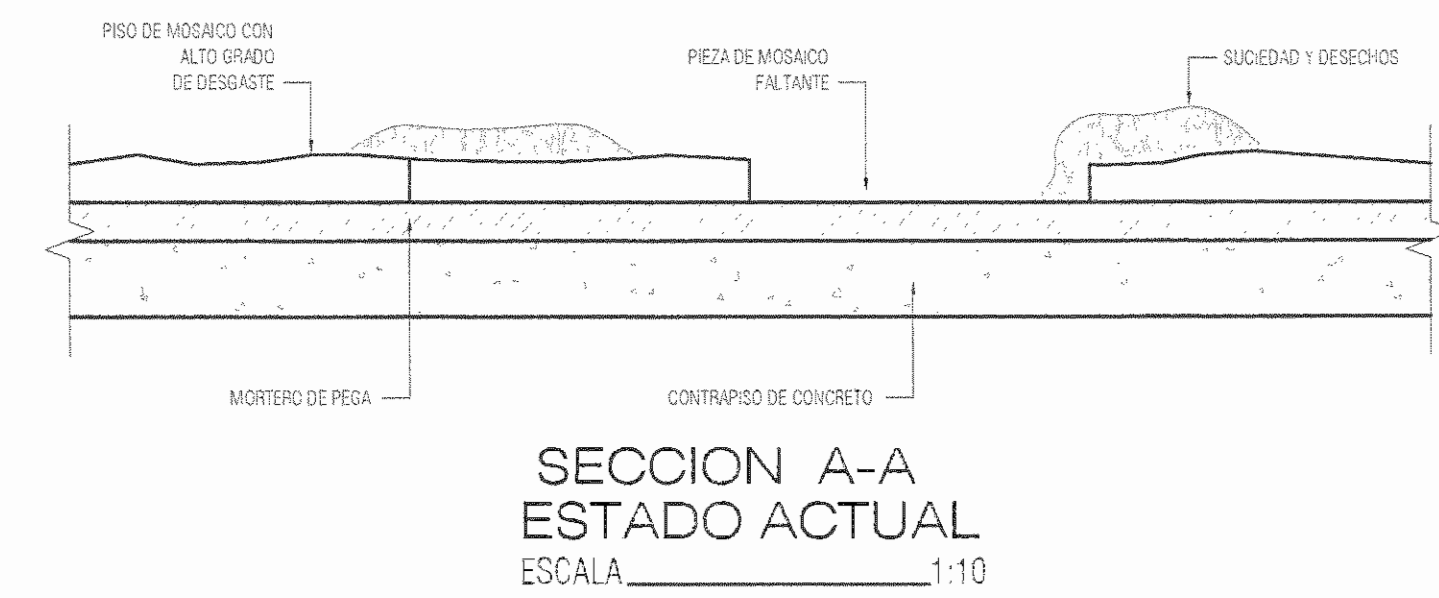 PISO DE MOSAICO CON
ALTO GRADO
DE DESGASTE
PIEZA DE MOSAICO
FALTANTE
SUCIEDAD Y DESECHOS
MORTERO DE PEGA
CONTRAPISO DE CONCRETO
SECCION A-A
ESTADO ACTUAL
ESCALA 1:10